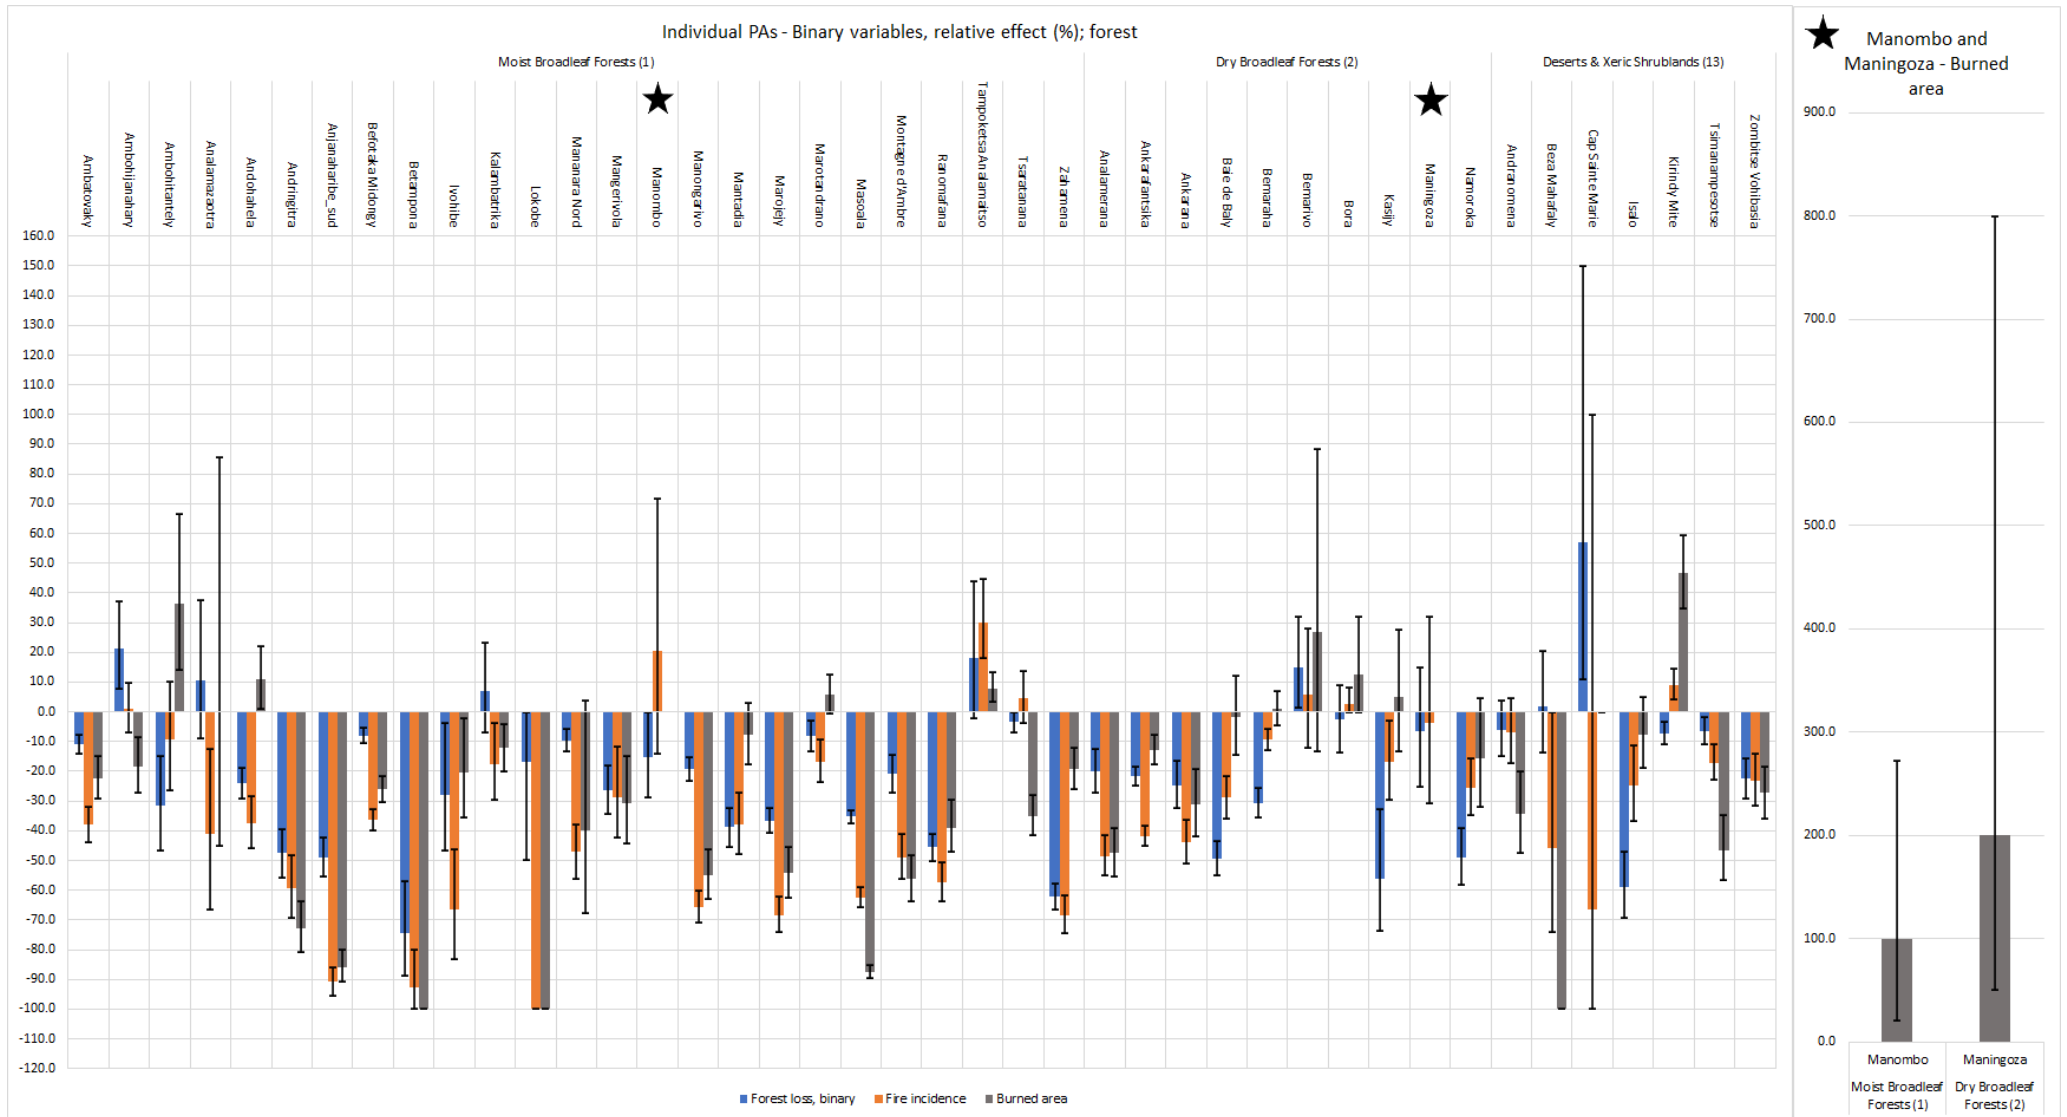 Individual PAs - Binary variables, relative effect (%); forest
Moist Broadleaf Forests (1)
Dry Broadleaf Forests (2)
Deserts & Xeric Shrublands (13)
Ambatovaky
Ambohijanahary
Ambohitantely
Analamazaotra
Andohahela
Andringitra
Anjanaharibe_sud
Befotaka Midongy
Betampona
Ivohibe
Kalambatrika
Lokobe
Mananara Nord
Mangerivola
Manombo
Manongarivo
Mantadia
Marojejy
Marotandrano
Masoala
Montagne d'Ambre
Ranomafana
Tampoketsa Analamaitso
Tsaratanana
Zahamena
Analamerana
Ankarafantsika
Ankarana
Baie de Baly
Bemaraha
Bemarivo
Bora
Kasijy
Maningoza
Namoroka
Andranomena
Beza Mahafaly
Cap Sainte Marie
Isalo
Kirindy Mite
Tsimanampesotse
Zombitse Vohibasia
160.0
150.0
140.0
130.0
120.0
110.0
100.0
90.0
80.0
70.0
60.0
50.0
40.0
30.0
20.0
10.0
0.0
-10.0
-20.0
-30.0
-40.0
-50.0
-60.0
-70.0
-80.0
-90.0
-100.0
-110.0
-120.0
Forest loss, binary
Fire incidence
Burned area
Manombo and
Maningoza - Burned
area
900.0
800.0
700.0
600.0
500.0
400.0
300.0
200.0
100.0
0.0
Manombo
Maningoza
Moist Broadleaf
Forests (1)
Dry Broadleaf
Forests (2)